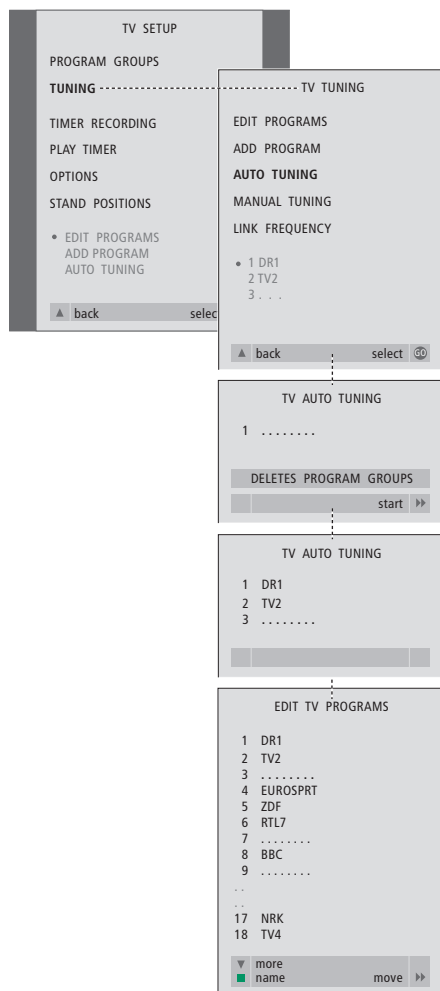 TV SETUP
PROGRAM GROUPS
TUNING
TIMER RECORDING
PLAY TIMER
OPTIONS
STAND POSITIONS
• EDIT PROGRAMS
ADD PROGRAM
AUTO TUNING
▲ back selec
TV TUNING
EDIT PROGRAMS
ADD PROGRAM
AUTO TUNING
MANUAL TUNING
LINK FREQUENCY
• 1 DR1
2 TV2
3 . . .
▲ back select GO
TV AUTO TUNING
1 . . . . . . . .
DELETES PROGRAM GROUPS
start
TV AUTO TUNING
1 DR1
2 TV2
3 . . . . . . . .
EDIT TV PROGRAMS
1 DR1
2 TV2
3 . . . . . . . .
4 EUROSPRT
5 ZDF
6 RTL7
7 . . . . . . . .
8 BBC
9 . . . . . . . .
. .
. .
17 NRK
18 TV4
▼ more
name move